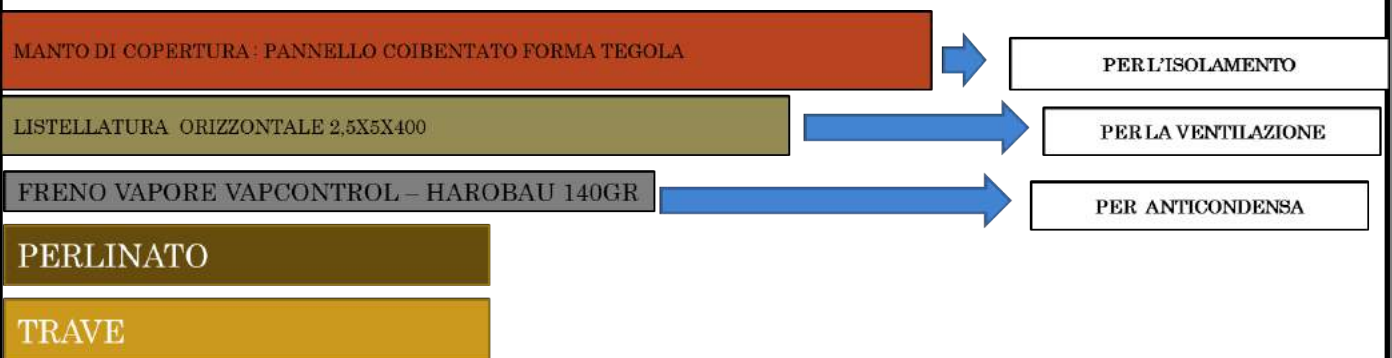 MANTO DI COPERTURA : PANNELLO COIBENTATO FORMA TEGOLA
PER L'ISOLAMENTO
LISTELLATURA ORIZZONTALE 2,5X5X400
PER LA VENTILAZIONE
FRENO VAPORE VAPCONTROL – HAROBAU 140GR
PER ANTICONDENSA
PERLINATO
TRAVE